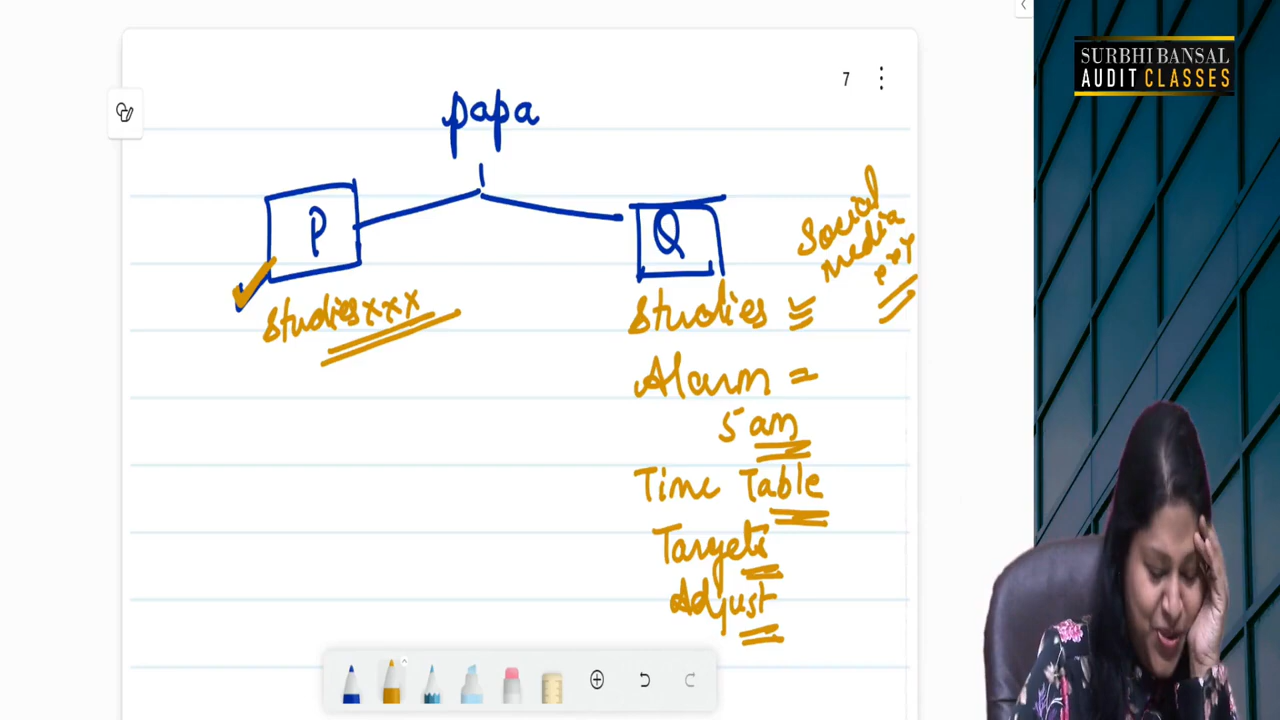 SURBHI BANSAL
AUDIT CLASSES
7
papa
P
Q
Social
media
Studies xxx
Studies
Alarm =
5 am
Time Table
Targets
Adjust